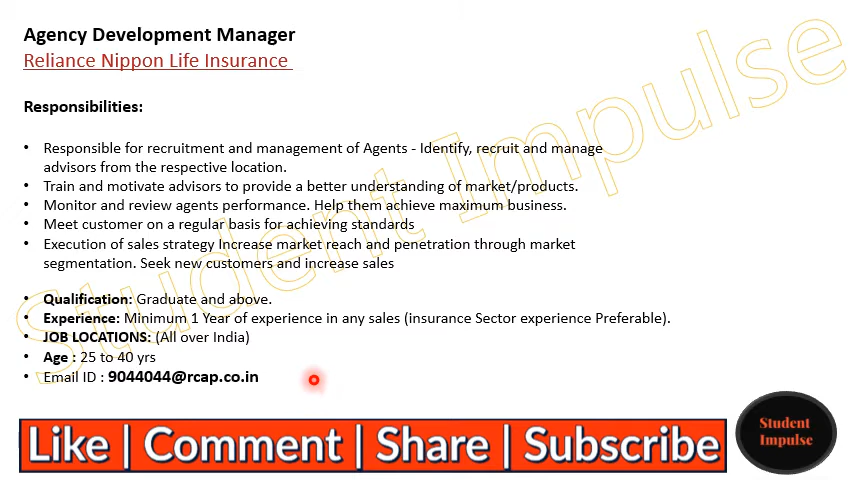 Agency Development Manager
Reliance Nippon Life Insurance
Responsibilities:
• Responsible for recruitment and management of Agents - Identify, recruit and manage
advisors from the respective location.
• Train and motivate advisors to provide a better understanding of market/products.
• Monitor and review agents performance. Help them achieve maximum business.
• Meet customer on a regular basis for achieving standards
• Execution of sales strategy Increase market reach and penetration through market
segmentation. Seek new customers and increase sales
• Qualification: Graduate and above.
• Experience: Minimum 1 Year of experience in any sales (insurance Sector experience Preferable).
• JOB LOCATIONS: (All over India)
• Age : 25 to 40 yrs
• Email ID : 9044044@rcap.co.in
Student Impulse
Like | Comment | Share | Subscribe
Student
Impulse